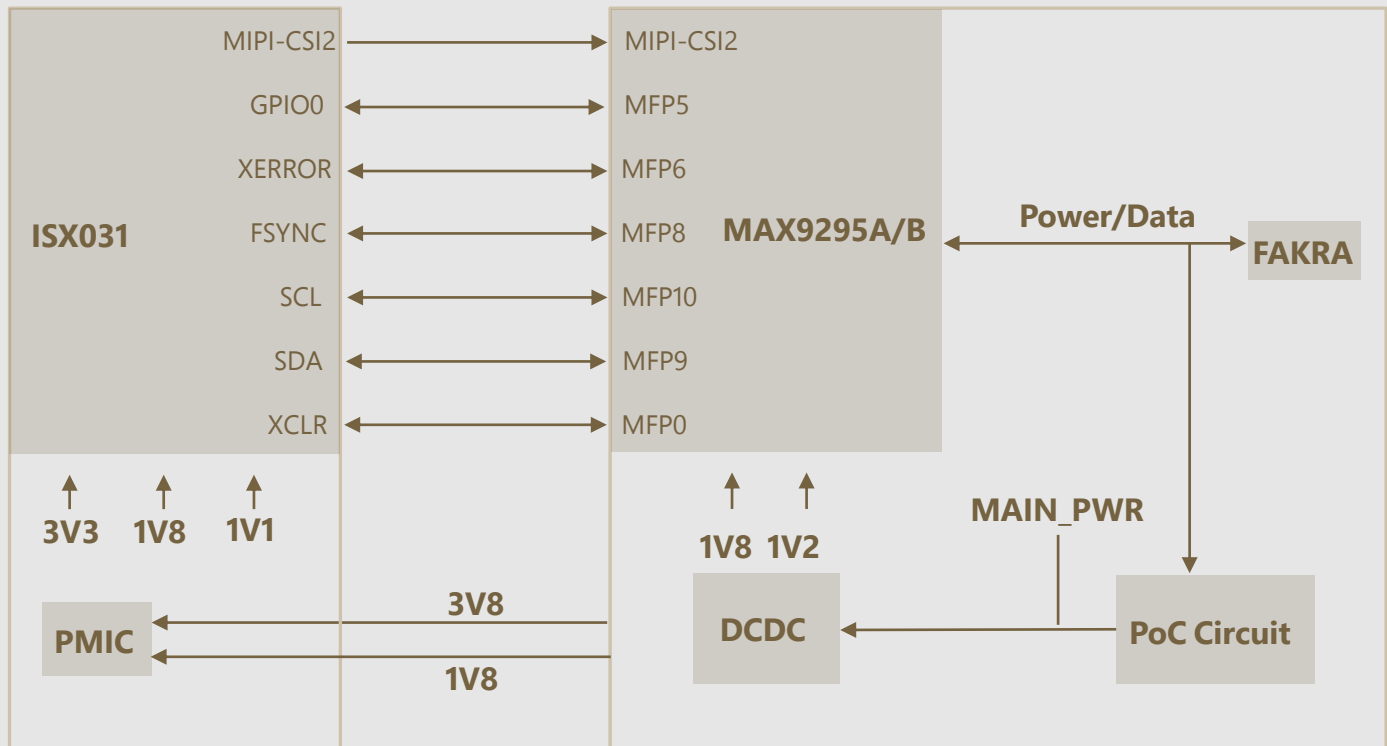 MIPI-CSI2
MIPI-CSI2
GPIO0
MFP5
XERROR
MFP6
ISX031
FSYNC
MFP8
MAX9295A/B
Power/Data
FAKRA
SCL
MFP10
SDA
MFP9
XCLR
MFP0
3V3
1V8
1V1
1V8
1V2
MAIN_PWR
PMIC
3V8
1V8
DCDC
PoC Circuit